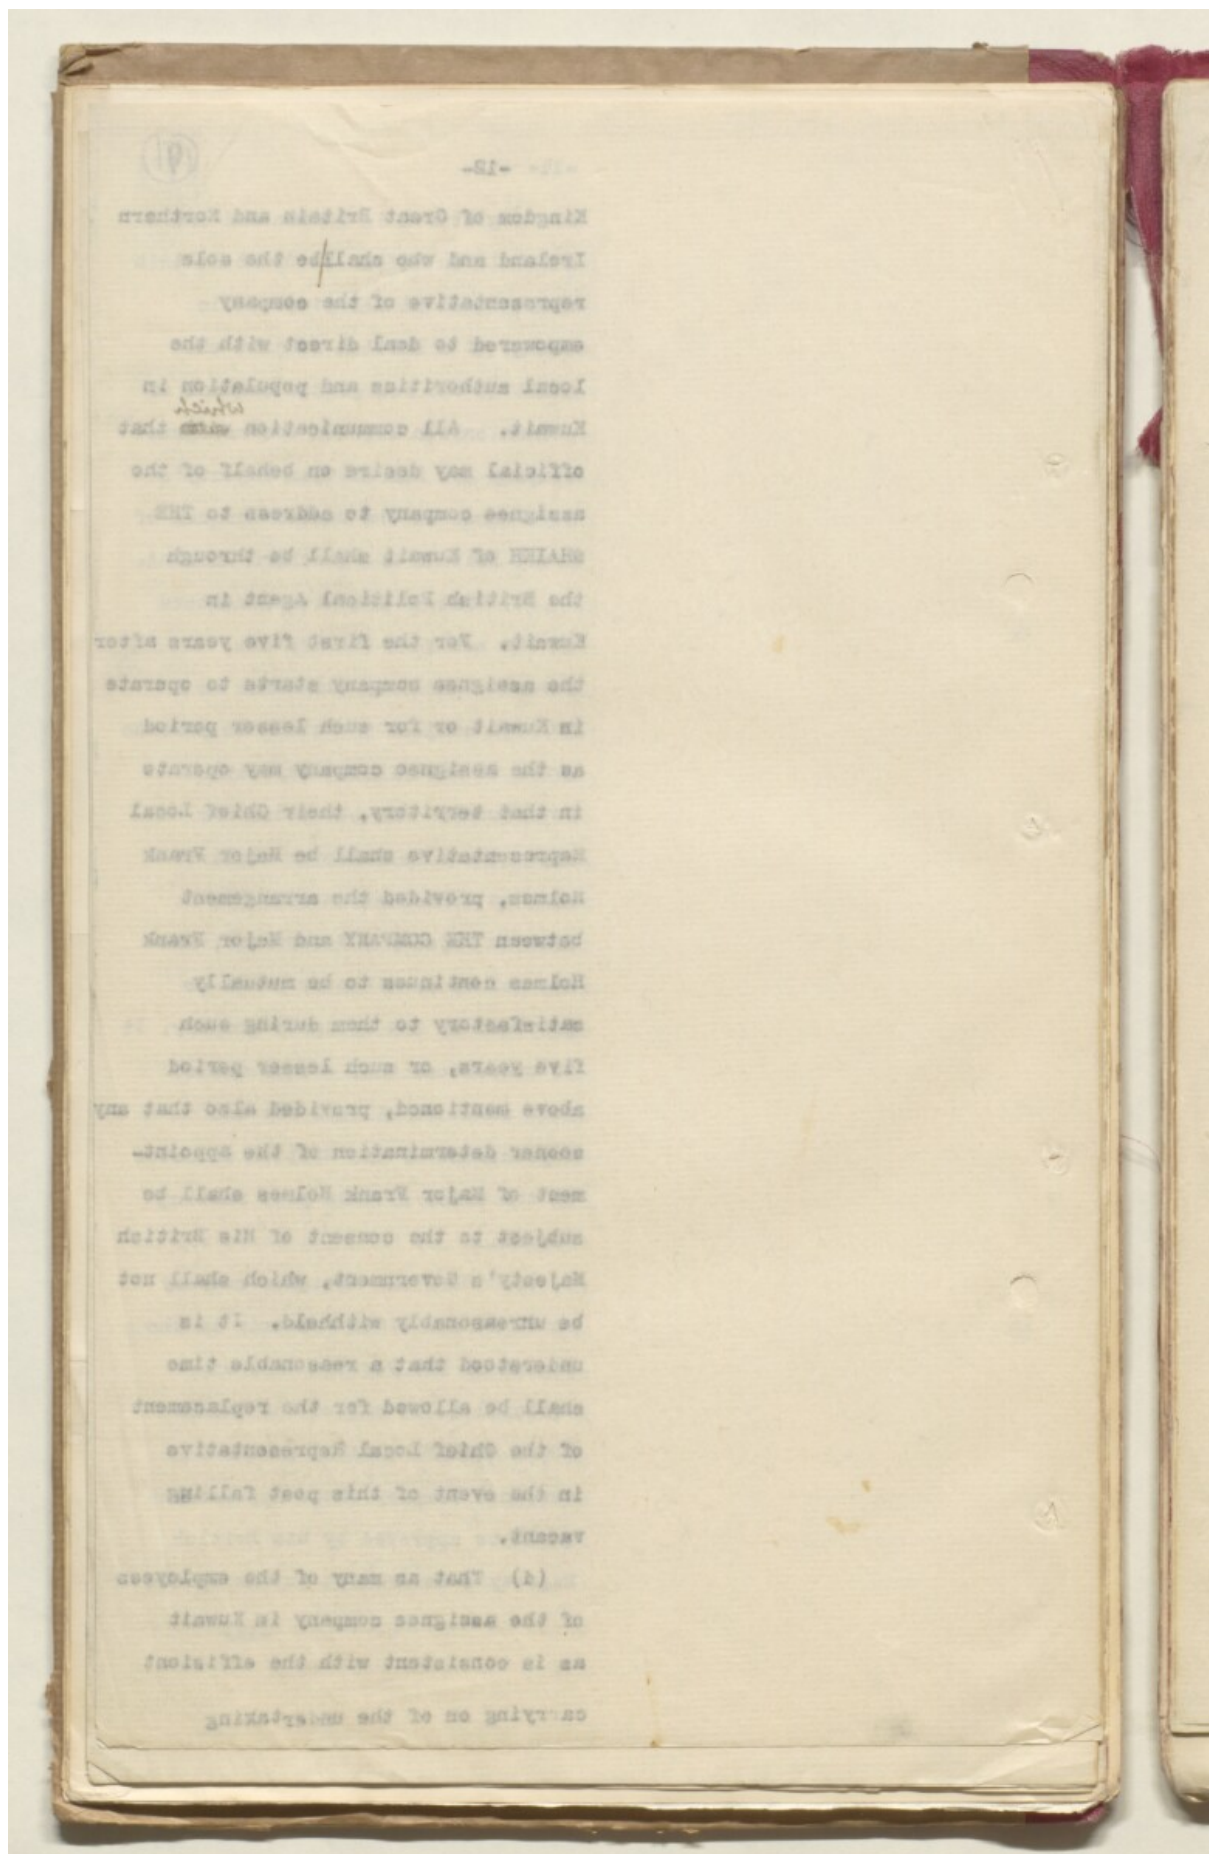 -12-
Kingdom of Great Britain and Northern
Ireland and who shall/be the sole
representative of the company
empowered to deal direct with the
local authorities and population in
which
Kuwait. All communication with that
official may desire on behalf of the
assignee company to address to THE
SHAIKH of Kuwait shall be through
the British Political Agent in
Kuwait. For the first five years after
the assignee company starts to operate
in Kuwait or for such lesser period
as the assignee company may operate
in that territory, their Chief Local
Representative shall be Major Frank
Holmes, provided the arrangement
between THE COMPANY and Major Frank
Holmes continues to be mutually
satisfactory to them during such
five years, or such lesser period
above mentioned, provided also that any
sooner determination of the appoint-
ment of Major Frank Holmes shall be
subject to the consent of His British
Majesty's Government, which shall not
be unreasonably withheld. It is
understood that a reasonable time
shall be allowed for the replacement
of the Chief Local Representative
in the event of this post falling
vacant.
(4) That as many of the employees
of the assignee company in Kuwait
as is consistent with the efficient
carrying on of the undertaking